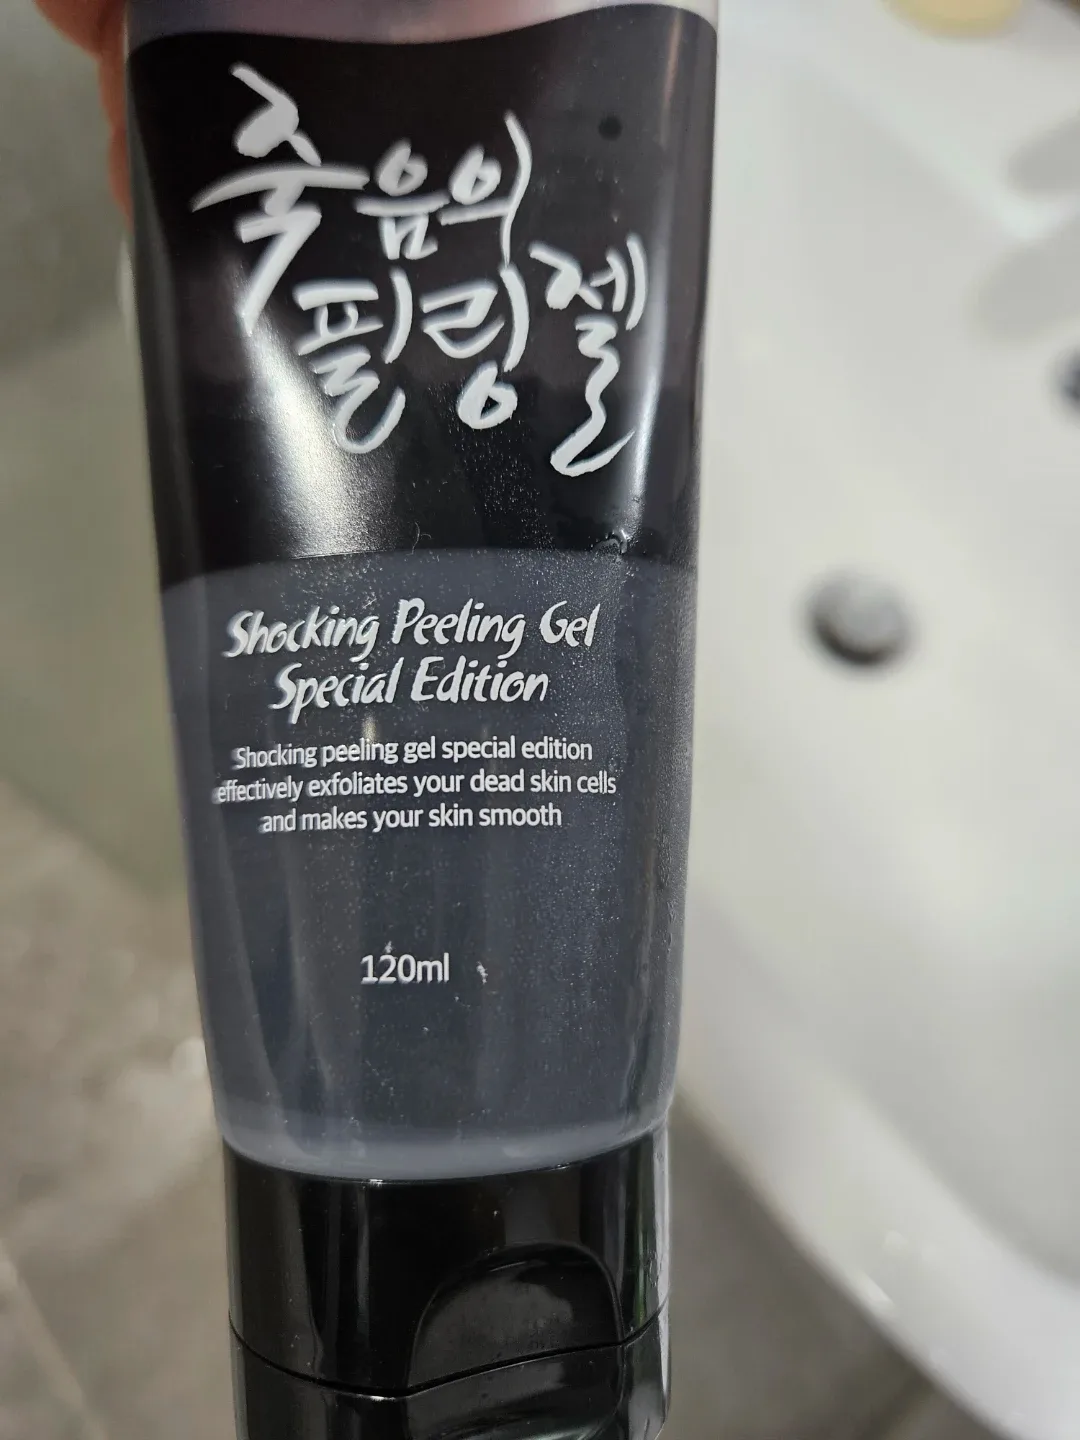 죽음의
필링젤
Shocking Peeling Gel
Special Edition
Shocking peeling gel special edition
effectively exfoliates your dead skin cells
and makes your skin smooth
120ml